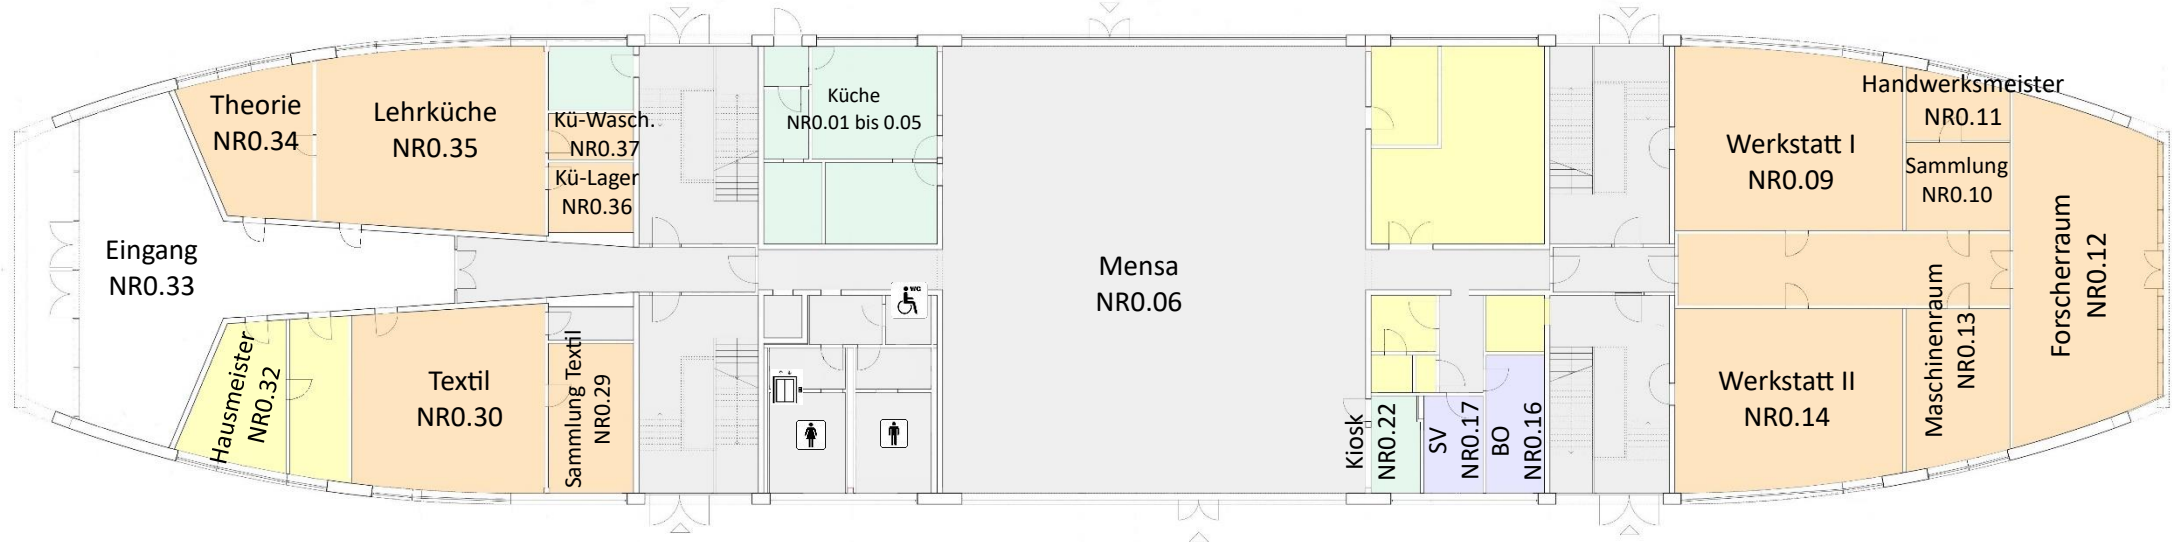 Theorie
NR0.34
Lehrküche
NR0.35
Kü-Wasch.
NR0.37
Kü-Lager
NR0.36
Küche
NR0.01 bis 0.05
Eingang
NR0.33
Mensa
NR0.06
WC
Hausmeister
NR0.32
Textil
NR0.30
Sammlung Textil
NR0.29
Kiosk
NR0.22
SV
NR0.17
BO
NR0.16
Werkstatt I
NR0.09
Handwerksmeister
NR0.11
Sammlung
NR0.10
Forscherraum
NR0.12
Werkstatt II
NR0.14
Maschinenraum
NR0.13